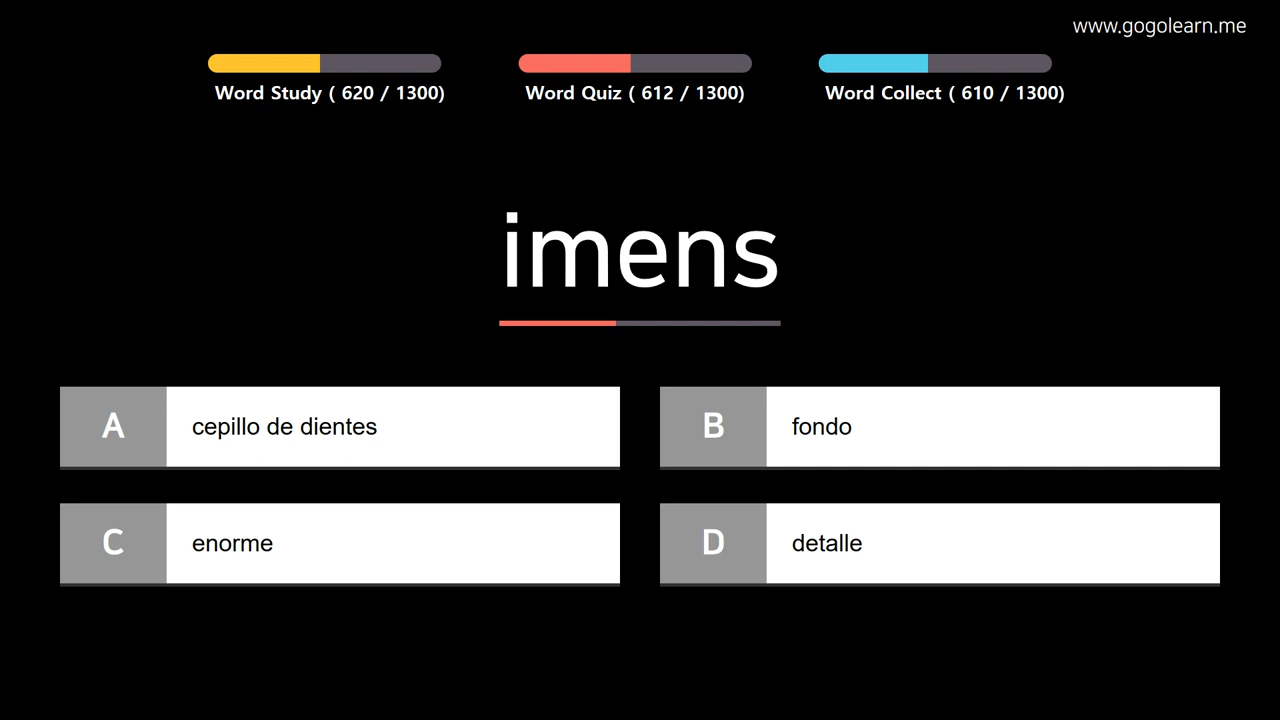 www.gogolearn.me
Word Study ( 620 / 1300)
Word Quiz ( 612 / 1300)
Word Collect ( 610 / 1300)
imens
A cepillo de dientes
B fondo
C enorme
D detalle